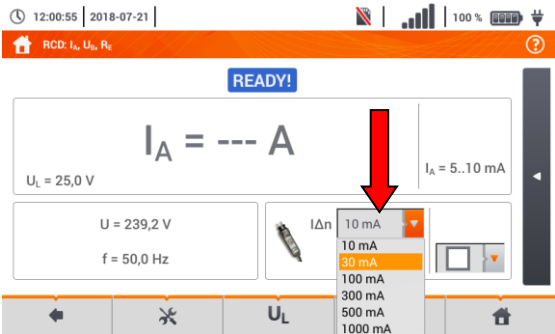 12:00:55 2018-07-21 100 %
RCD: IA, UB, RE ?
READY!
IA = --- A
UL = 25,0 V
IA = 5..10 mA
U = 239,2 V
f = 50,0 Hz
IΔn 10 mA
10 mA
30 mA
100 mA
300 mA
500 mA
1000 mA
UL